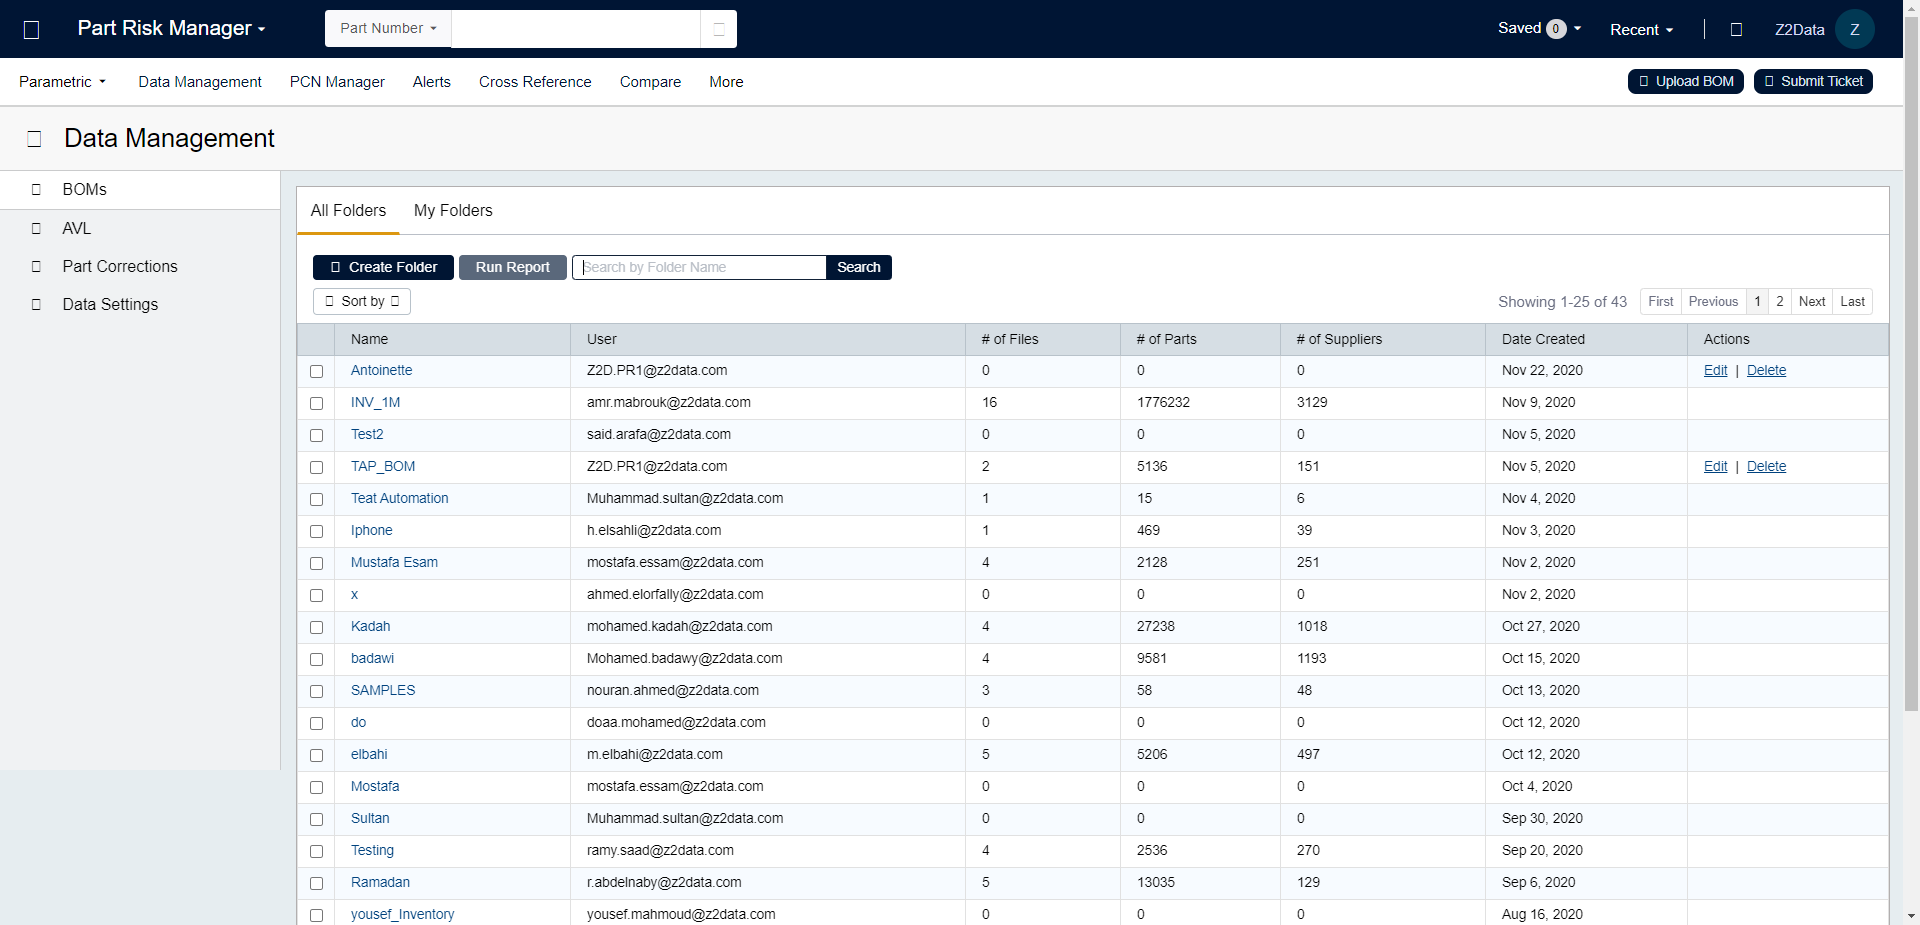 Part Risk Manager
Part Number
Saved 0
Recent
Z2Data
Z
Parametric
Data Management
PCN Manager
Alerts
Cross Reference
Compare
More
Upload BOM
Submit Ticket
Data Management
BOMs
AVL
Part Corrections
Data Settings
All Folders
My Folders
Create Folder
Run Report
Search by Folder Name
Search
Sort by
Showing 1-25 of 43
First Previous 1 2 Next Last
Name User # of Files # of Parts # of Suppliers Date Created Actions
Antoinette Z2D.PR1@z2data.com 0 0 0 Nov 22, 2020 Edit | Delete
INV_1M amr.mabrouk@z2data.com 16 1776232 3129 Nov 9, 2020
Test2 said.arafa@z2data.com 0 0 0 Nov 5, 2020
TAP_BOM Z2D.PR1@z2data.com 2 5136 151 Nov 5, 2020 Edit | Delete
Teat Automation Muhammad.sultan@z2data.com 1 15 6 Nov 4, 2020
Iphone h.elsahli@z2data.com 1 469 39 Nov 3, 2020
Mustafa Esam mostafa.essam@z2data.com 4 2128 251 Nov 2, 2020
x ahmed.elorfally@z2data.com 0 0 0 Nov 2, 2020
Kadah mohamed.kadah@z2data.com 4 27238 1018 Oct 27, 2020
badawi Mohamed.badawy@z2data.com 4 9581 1193 Oct 15, 2020
SAMPLES nouran.ahmed@z2data.com 3 58 48 Oct 13, 2020
do doaa.mohamed@z2data.com 0 0 0 Oct 12, 2020
elbahi m.elbahi@z2data.com 5 5206 497 Oct 12, 2020
Mostafa mostafa.essam@z2data.com 0 0 0 Oct 4, 2020
Sultan Muhammad.sultan@z2data.com 0 0 0 Sep 30, 2020
Testing ramy.saad@z2data.com 4 2536 270 Sep 20, 2020
Ramadan r.abdelnaby@z2data.com 5 13035 129 Sep 6, 2020
yousef_Inventory yousef.mahmoud@z2data.com 0 0 0 Aug 16, 2020